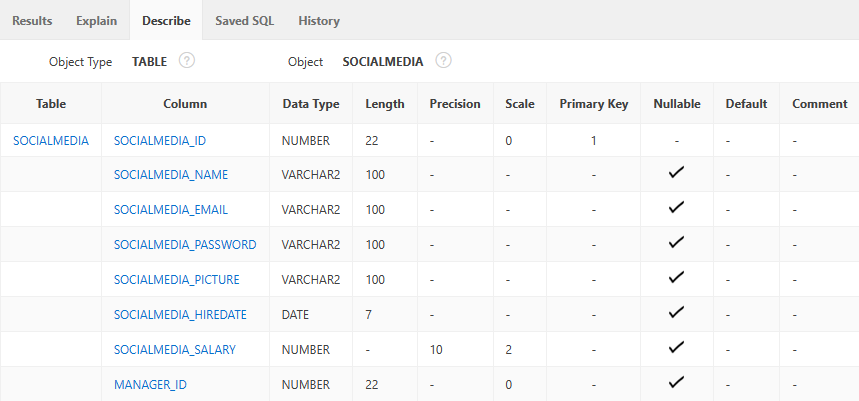 Results Explain Describe Saved SQL History
Object Type TABLE ? Object SOCIALMEDIA ?
Table Column Data Type Length Precision Scale Primary Key Nullable Default Comment
SOCIALMEDIA SOCIALMEDIA_ID NUMBER 22 - 0 1 - - -
SOCIALMEDIA_NAME VARCHAR2 100 - - - ✓ - -
SOCIALMEDIA_EMAIL VARCHAR2 100 - - - ✓ - -
SOCIALMEDIA_PASSWORD VARCHAR2 100 - - - ✓ - -
SOCIALMEDIA_PICTURE VARCHAR2 100 - - - ✓ - -
SOCIALMEDIA_HIREDATE DATE 7 - - - ✓ - -
SOCIALMEDIA_SALARY NUMBER - 10 2 - ✓ - -
MANAGER_ID NUMBER 22 - 0 - ✓ - -